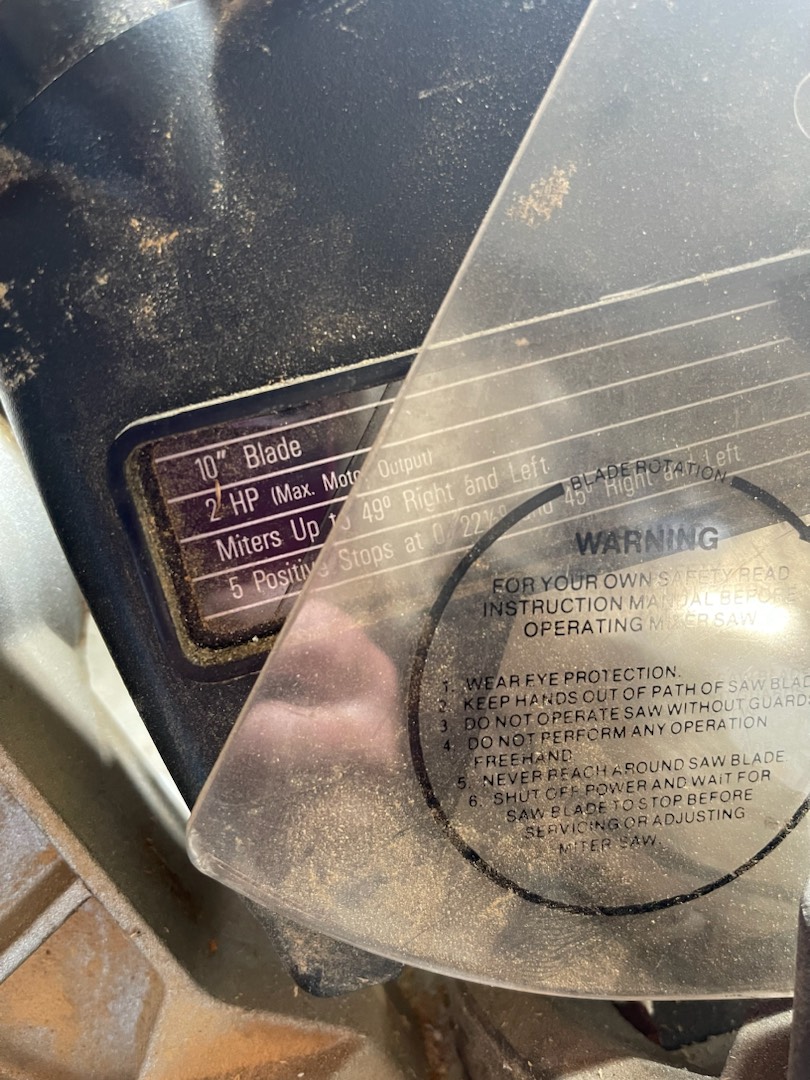 10" Blade
2 HP (Max. Motor Output)
Miters Up to 49º Right and Left
5 Positive Stops at 0, 22½º and 45º Right and Left
BLADE ROTATION
WARNING
FOR YOUR OWN SAFETY READ
INSTRUCTION MANUAL BEFORE
OPERATING MITER SAW.
1. WEAR EYE PROTECTION.
2. KEEP HANDS OUT OF PATH OF SAW BLAD
3 DO NOT OPERATE SAW WITHOUT GUARDS
4 DO NOT PERFORM ANY OPERATION
FREEHAND
5. NEVER REACH AROUND SAW BLADE.
6. SHUT OFF POWER AND WAIT FOR
SAW BLADE TO STOP BEFORE
SERVICING OR ADJUSTING
MITER SAW.